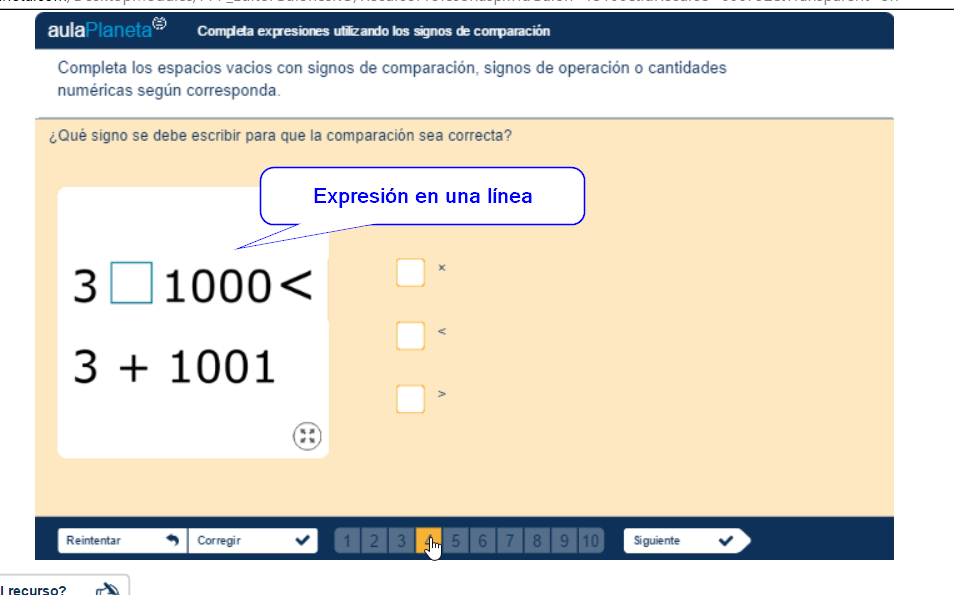 aulaPlaneta
Completa expresiones utilizando los signos de comparación
Completa los espacios vacios con signos de comparación, signos de operación o cantidades
numéricas según corresponda.
¿Qué signo se debe escribir para que la comparación sea correcta?
Expresión en una línea
3 1000 <
3 + 1001
×
<
>
Reintentar
Corregir
1 2 3 4 5 6 7 8 9 10
Siguiente
l recurso?